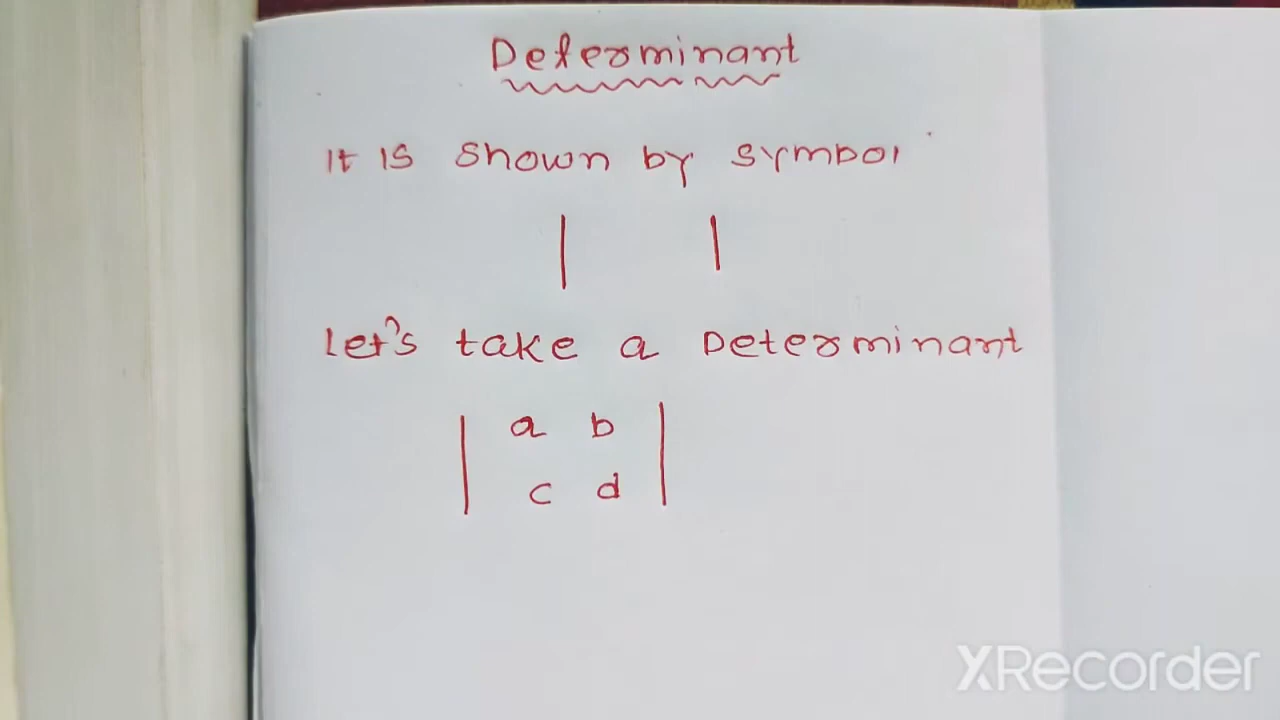 Determinant
It is shown by symbol
| |
Let's take a Determinant
| a b |
| c d |
XRecorder